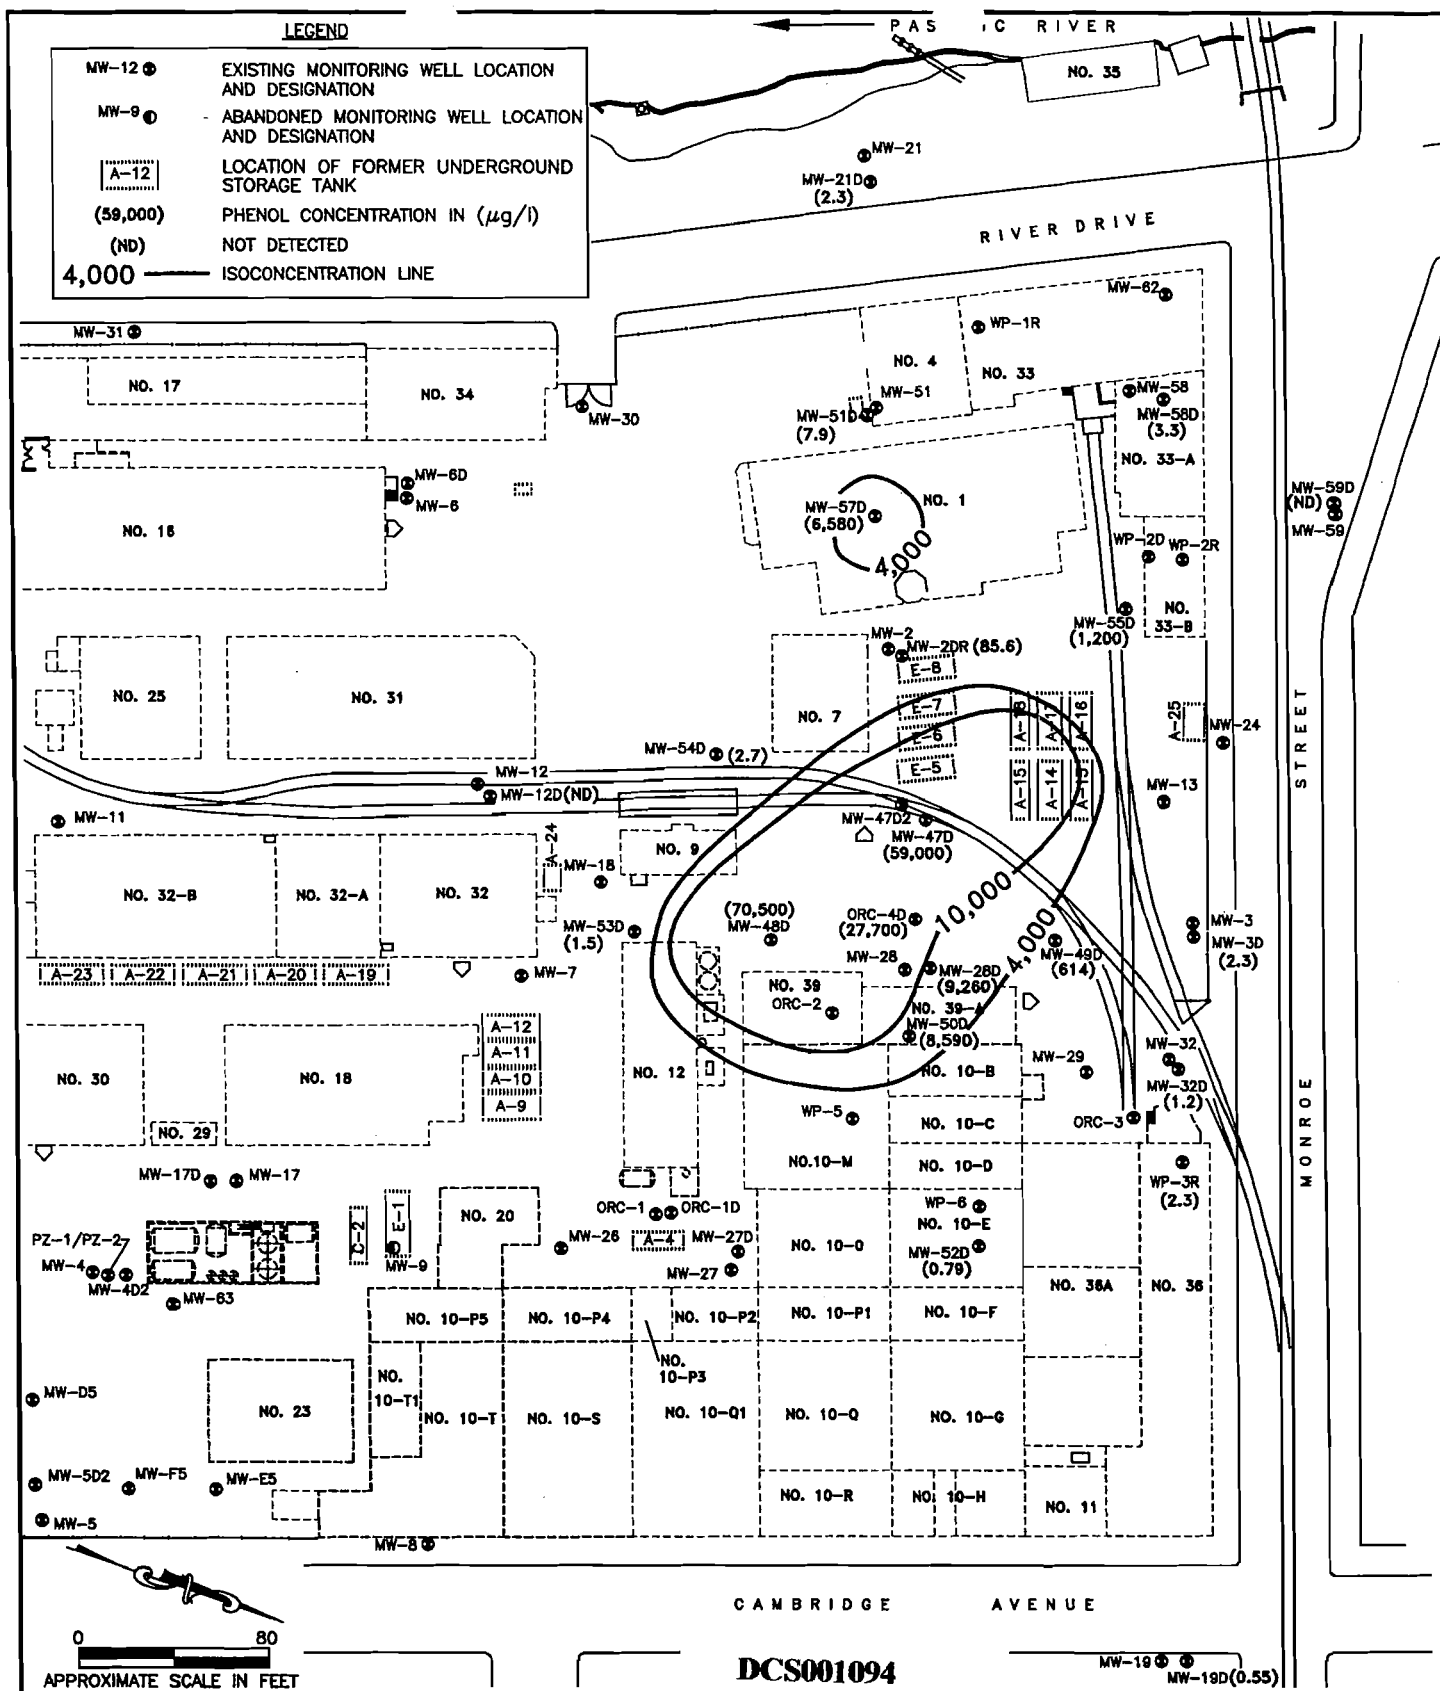 LEGEND
MW-12
EXISTING MONITORING WELL LOCATION
AND DESIGNATION
MW-9
ABANDONED MONITORING WELL LOCATION
AND DESIGNATION
A-12
LOCATION OF FORMER UNDERGROUND
STORAGE TANK
(59,000)
PHENOL CONCENTRATION IN (μg/l)
(ND)
NOT DETECTED
4,000
ISOCONCENTRATION LINE
PAS IC RIVER
NO. 35
MW-21
MW-21D
(2.3)
RIVER DRIVE
MW-62
WP-1R
MW-31
NO. 17
NO. 34
MW-30
NO. 4
NO. 33
MW-51
MW-51D
(7.9)
MW-58
MW-58D
(3.3)
NO. 33-A
MW-6D
MW-6
NO. 16
NO. 1
MW-57D
(6,580)
4,000
MW-59D
(ND)
MW-59
WP-2D
WP-2R
NO.
33-B
MW-55D
(1,200)
MW-2
MW-2DR (85.6)
E-8
E-7
E-6
E-5
NO. 25
NO. 31
NO. 7
A-18
A-17
A-16
A-15
A-14
A-13
A-25
MW-24
STREET
MW-54D (2.7)
MW-12
MW-12D(ND)
MW-13
MW-11
MW-47D2
MW-47D
(59,000)
A-24
NO. 9
MW-18
NO. 32-B
NO. 32-A
NO. 32
MW-53D
(1.5)
(70,500)
MW-48D
ORC-4D
(27,700)
10,000
4,000
MW-3
MW-3D
(2.3)
MW-49D
(614)
MW-28
MW-28D
(9,260)
A-23
A-22
A-21
A-20
A-19
MW-7
NO. 39
ORC-2
NO. 39-A
MW-50D
(8,590)
A-12
A-11
A-10
A-9
NO. 30
NO. 18
NO. 12
NO. 10-B
MW-29
MW-32
MW-32D
(1.2)
WP-5
NO. 10-C
ORC-3
NO. 29
NO.10-M
NO. 10-D
MONROE
MW-17D
MW-17
WP-3R
(2.3)
C-2
E-1
NO. 20
ORC-1
ORC-1D
WP-6
NO. 10-E
PZ-1/PZ-2
MW-4
MW-4D2
MW-63
MW-9
MW-26
A-4
MW-27D
MW-27
NO. 10-O
MW-52D
(0.79)
NO. 36A
NO. 36
NO. 10-P5
NO. 10-P4
NO. 10-P2
NO. 10-P1
NO. 10-F
NO.
10-P3
MW-D5
NO.
10-T1
NO. 23
NO. 10-T
NO. 10-S
NO. 10-Q1
NO. 10-Q
NO. 10-G
MW-5D2
MW-F5
MW-E5
NO. 10-R
NO. 10-H
NO. 11
MW-5
MW-8
CAMBRIDGE AVENUE
0 80
APPROXIMATE SCALE IN FEET
DCS001094
MW-19
MW-19D(0.55)